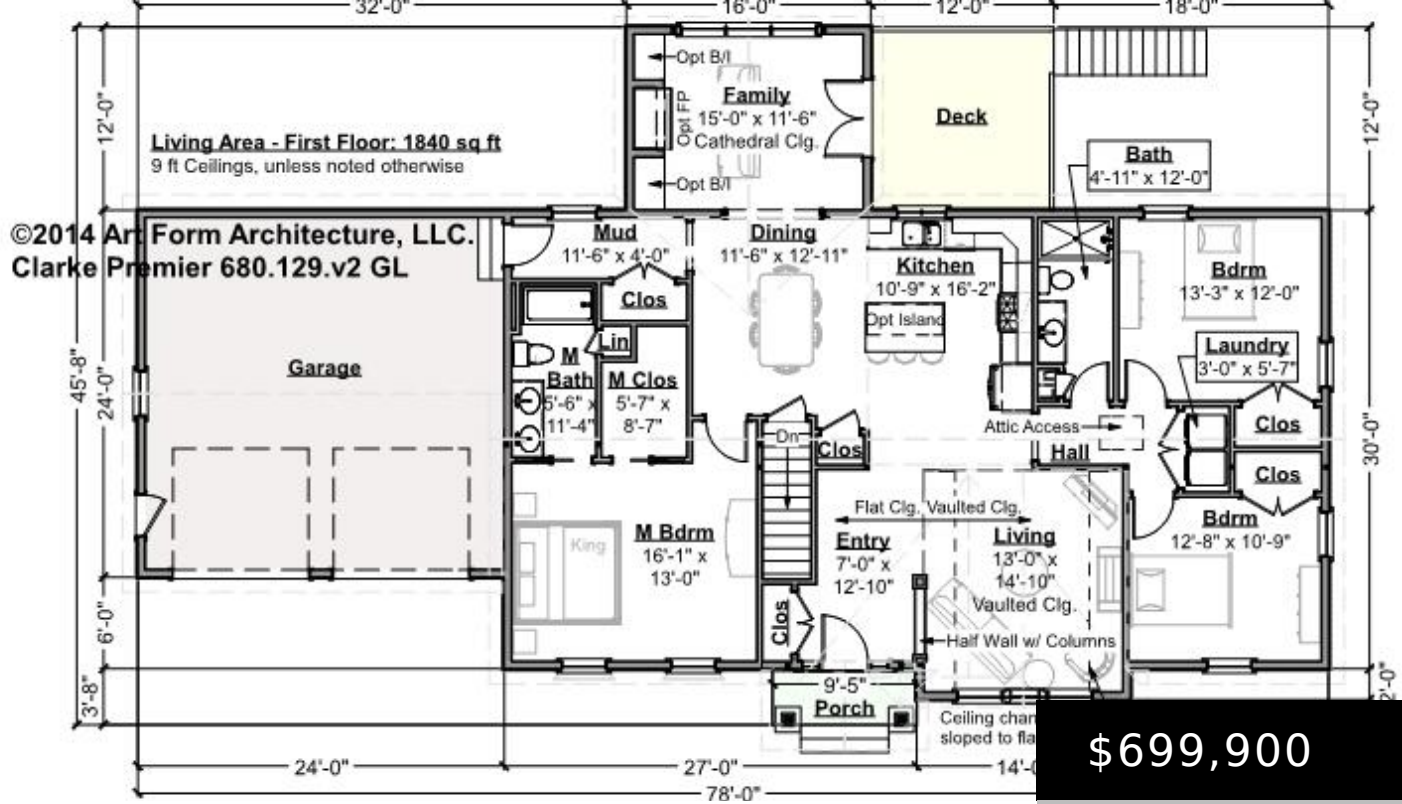 32'-0"
16'-0"
12'-0"
18'-0"
12'-0"
Living Area - First Floor: 1840 sq ft
9 ft Ceilings, unless noted otherwise
Opt B/I
Opt FP
Family
15'-0" x 11'-6"
Cathedral Clg.
Opt B/I
Deck
Bath
4'-11" x 12'-0"
12'-0"
©2014 Art Form Architecture, LLC.
Clarke Premier 680.129.v2 GL
Mud
11'-6" x 4'-0"
Clos
Dining
11'-6" x 12'-11"
Kitchen
10'-9" x 16'-2"
Opt Island
Bdrm
13'-3" x 12'-0"
Laundry
3'-0" x 5'-7"
45'-8"
24'-0"
Garage
Lin
M
Bath
5'-6" x
11'-4"
M Clos
5'-7" x
8'-7"
Lin
Dn
Clos
Attic Access
Hall
Clos
Clos
30'-0"
Flat Clg.
Vaulted Clg.
King
M Bdrm
16'-1" x
13'-0"
Entry
7'-0" x
12'-10"
Living
13'-0" x
14'-10"
Vaulted Clg.
Bdrm
12'-8" x 10'-9"
Clos
Half Wall w/ Columns
6'-0"
3'-8"
9'-5"
Porch
2'-0"
Ceiling
sloped to
$699,900
24'-0"
27'-0"
78'-0"